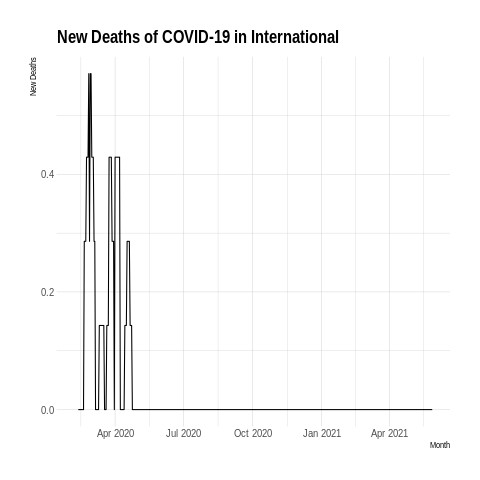 New Deaths of COVID-19 in International
New Deaths
0.4
0.2
0.0
Apr 2020 Jul 2020 Oct 2020 Jan 2021 Apr 2021
Month